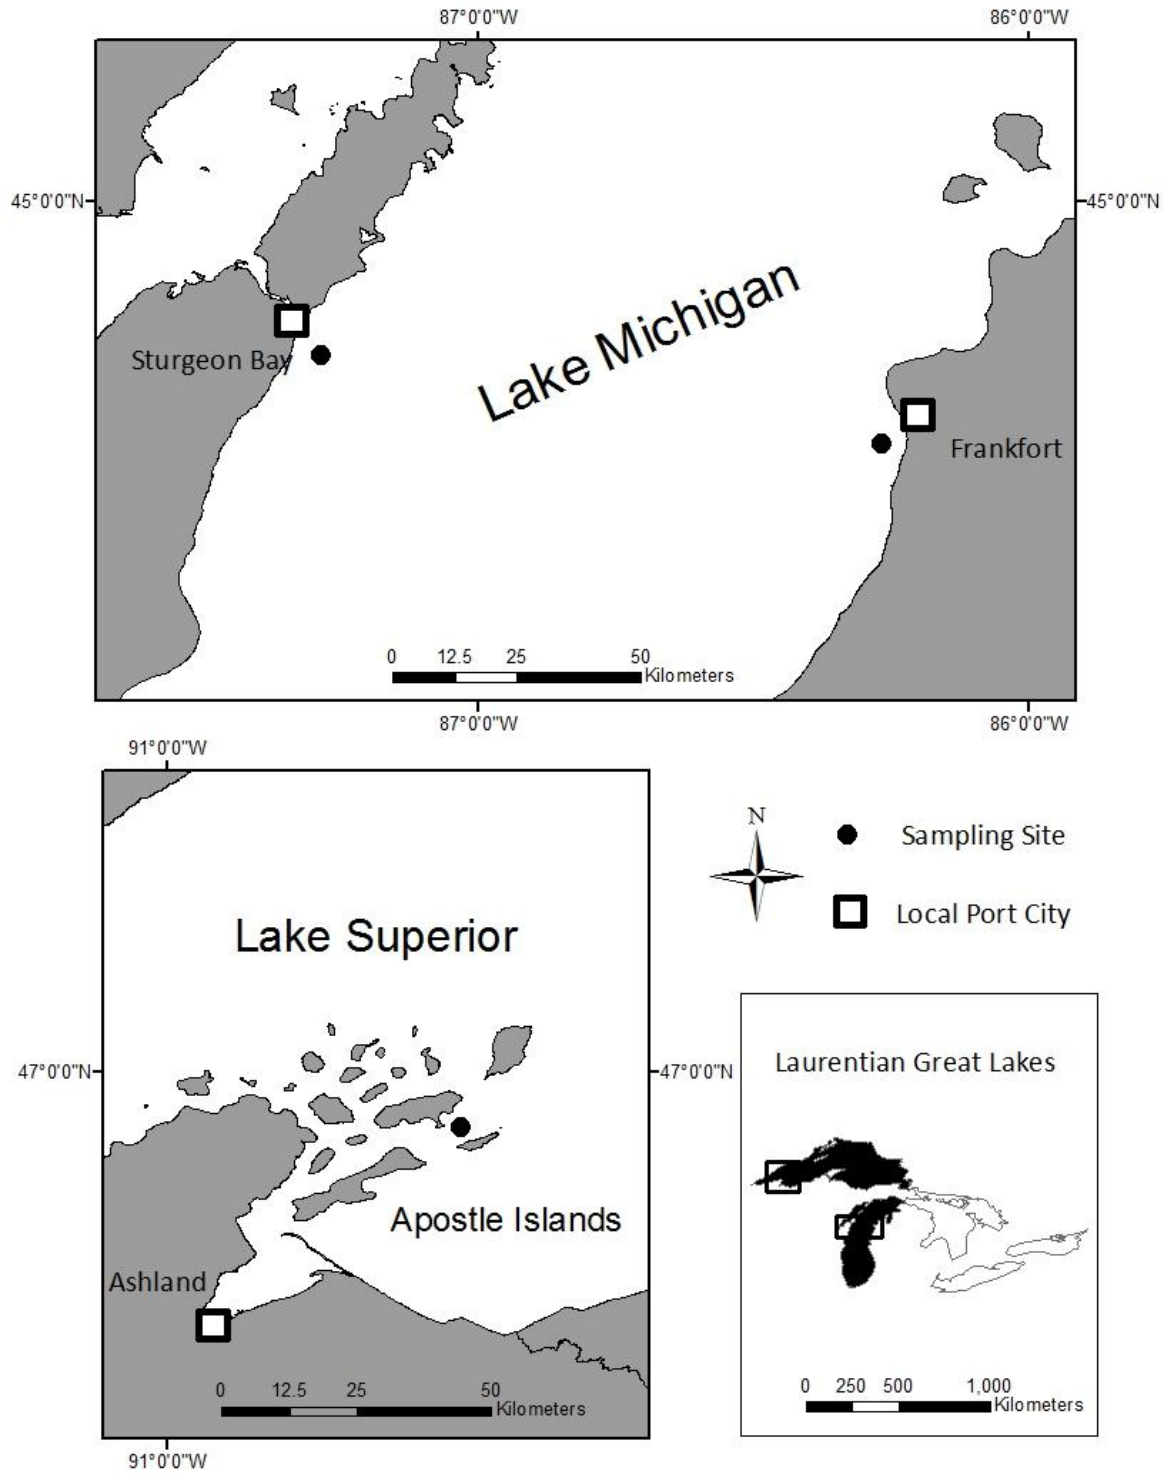 87°0'0"W 86°0'0"W
45°0'0"N 45°0'0"N
Lake Michigan
Sturgeon Bay
Frankfort
0 12.5 25 50
Kilometers
87°0'0"W 86°0'0"W
91°0'0"W
N
Sampling Site
Local Port City
Lake Superior
47°0'0"N 47°0'0"N
Apostle Islands
Ashland
0 12.5 25 50
Kilometers
91°0'0"W
Laurentian Great Lakes
0 250 500 1,000
Kilometers